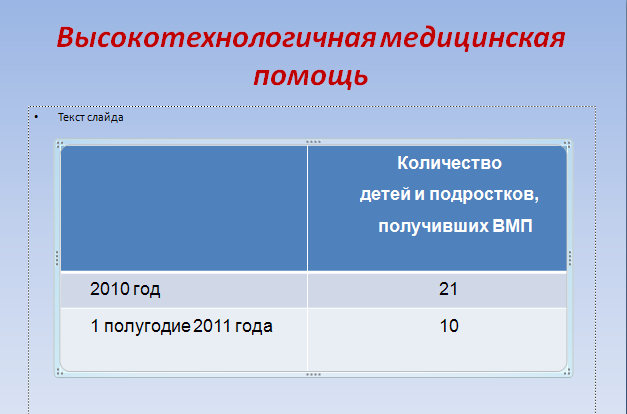 Высокотехнологичная медицинская
помощь
• Текст слайда
Количество
детей и подростков,
получивших ВМП
2010 год 21
1 полугодие 2011 года 10